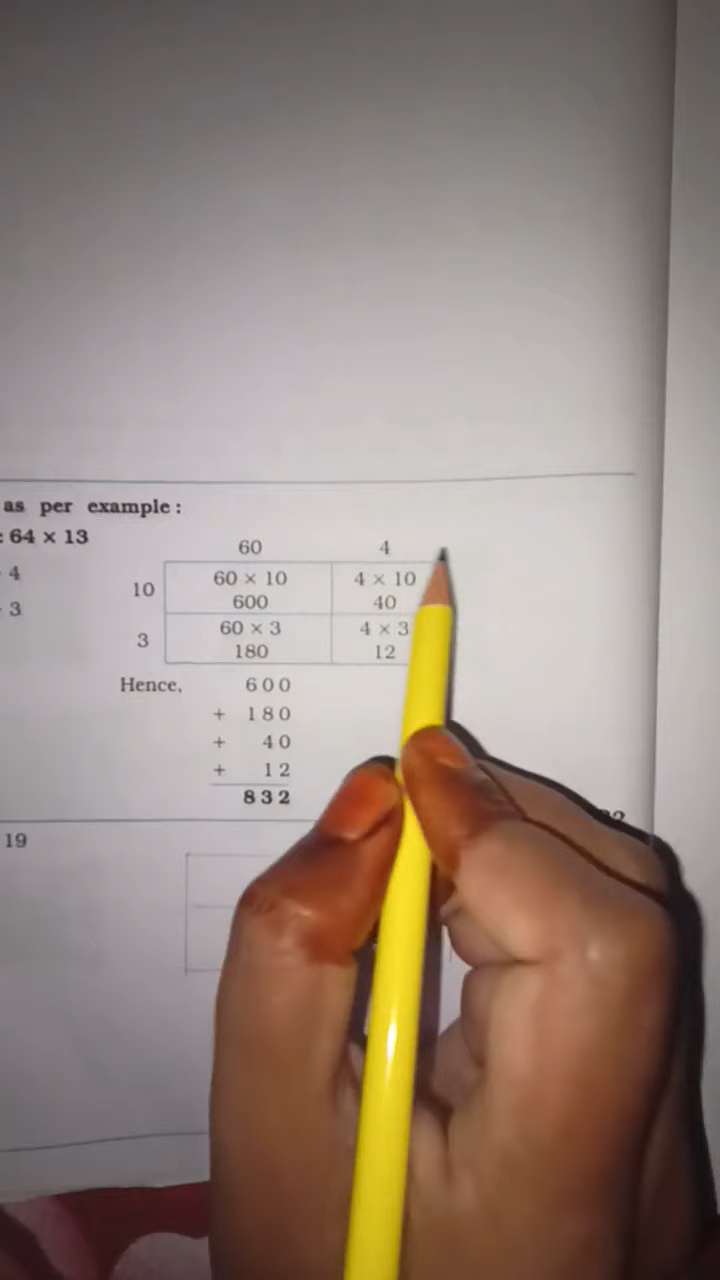 as per example :
: 64 × 13
60 4
4
10 60 × 10 4 × 10
600 40
3
3 60 × 3 4 × 3
180 12
Hence, 600
+ 180
+ 40
+ 12
832
19